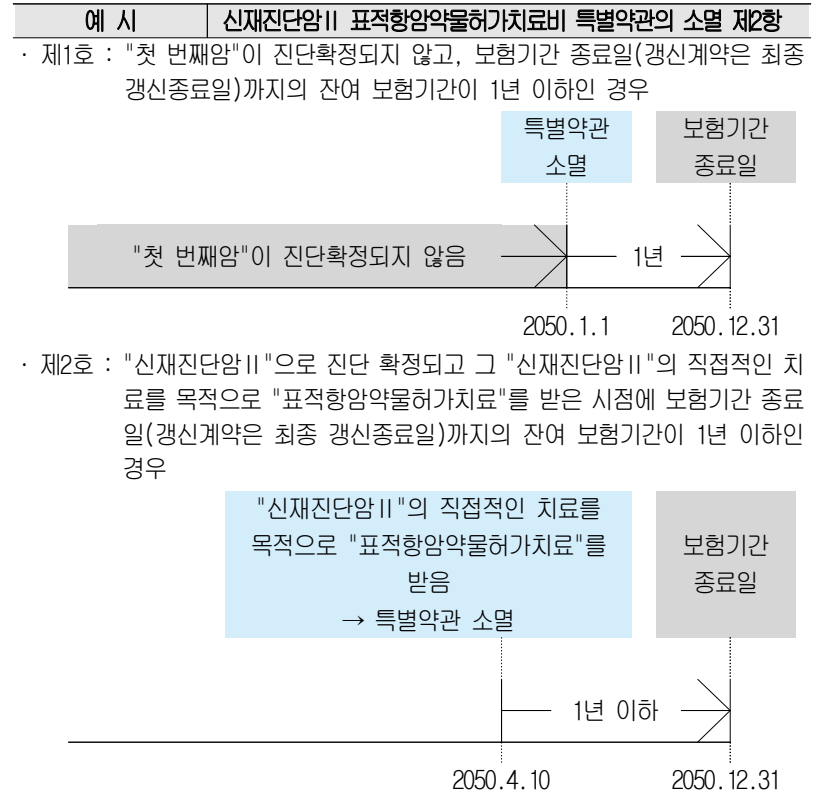 예 시 신재진단암Ⅱ 표적항암약물허가치료비 특별약관의 소멸 제2항
· 제1호 : "첫 번째암"이 진단확정되지 않고, 보험기간 종료일(갱신계약은 최종
갱신종료일)까지의 잔여 보험기간이 1년 이하인 경우
특별약관 보험기간
소멸 종료일
"첫 번째암"이 진단확정되지 않음 1년
2050.1.1 2050.12.31
· 제2호 : "신재진단암Ⅱ"으로 진단 확정되고 그 "신재진단암Ⅱ"의 직접적인 치
료를 목적으로 "표적항암약물허가치료"를 받은 시점에 보험기간 종료
일(갱신계약은 최종 갱신종료일)까지의 잔여 보험기간이 1년 이하인
경우
"신재진단암Ⅱ"의 직접적인 치료를
목적으로 "표적항암약물허가치료"를 보험기간
받음 종료일
→ 특별약관 소멸
1년 이하
2050.4.10 2050.12.31